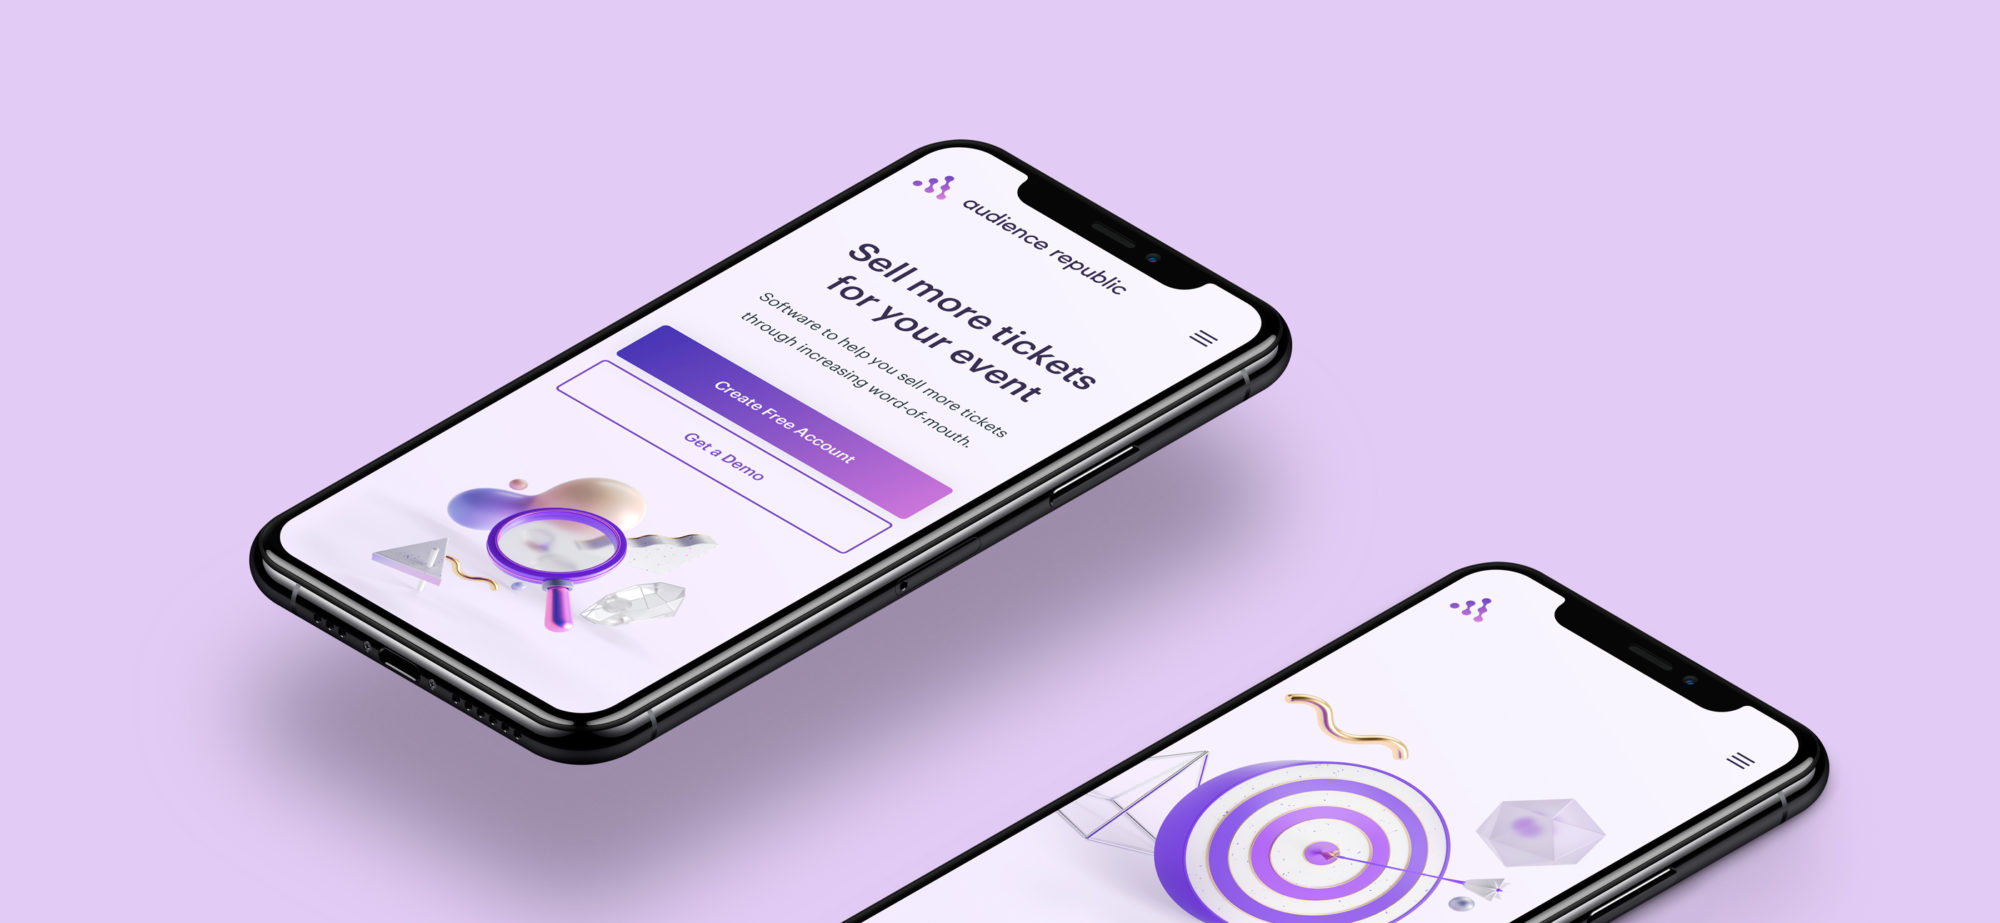 audience republic
Sell more tickets
for your event
Software to help you sell more tickets
through increasing word-of-mouth.
Create Free Account
Get a Demo